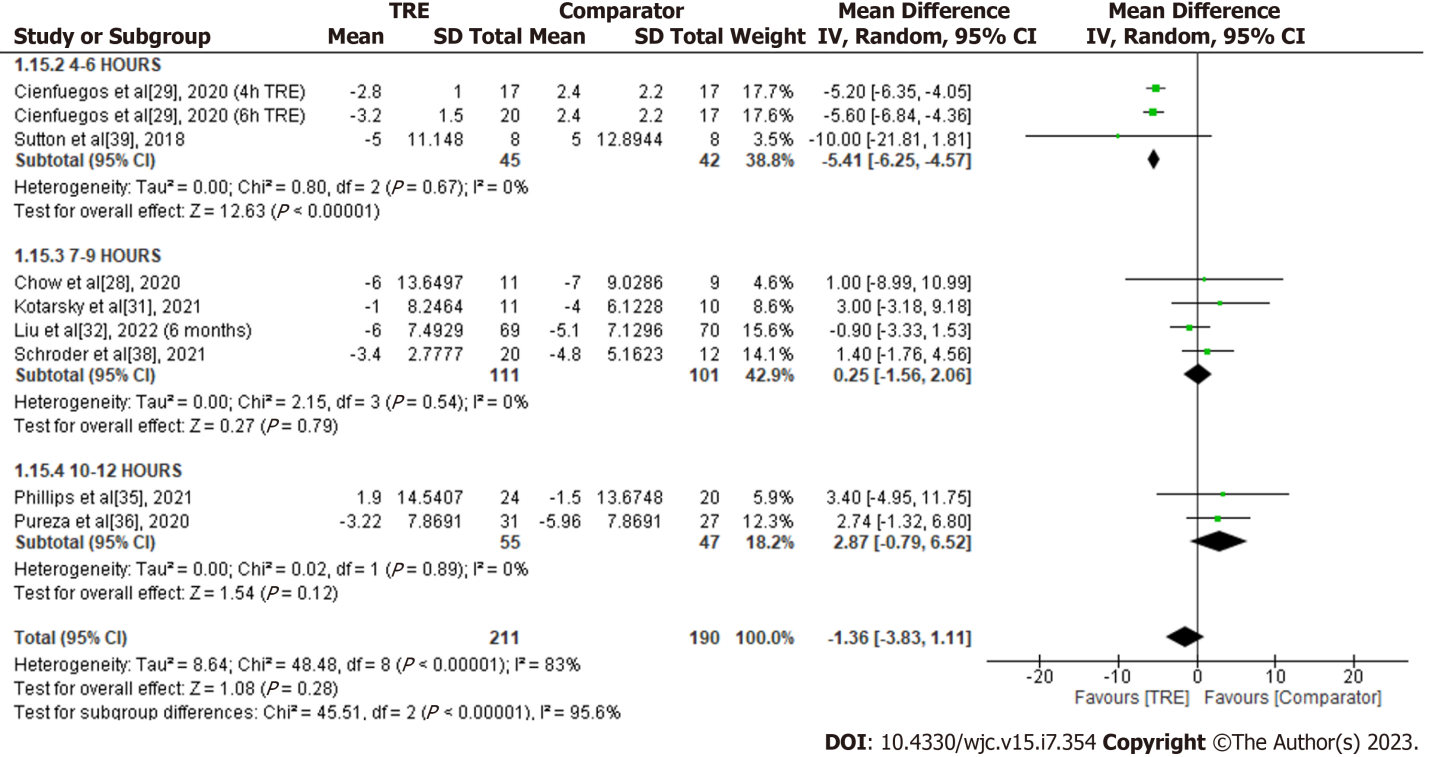 TRE Comparator Mean Difference Mean Difference
Study or Subgroup Mean SD Total Mean SD Total Weight IV, Random, 95% CI IV, Random, 95% CI
1.15.2 4-6 HOURS
Cienfuegos et al[29], 2020 (4h TRE) -2.8 1 17 2.4 2.2 17 17.7% -5.20 [-6.35, -4.05]
Cienfuegos et al[29], 2020 (6h TRE) -3.2 1.5 20 2.4 2.2 17 17.6% -5.60 [-6.84, -4.36]
Sutton et al[39], 2018 -5 11.148 8 5 12.8944 8 3.5% -10.00 [-21.81, 1.81]
Subtotal (95% CI) 45 42 38.8% -5.41 [-6.25, -4.57]
Heterogeneity: Tau² = 0.00; Chi² = 0.80, df = 2 (P = 0.67); I² = 0%
Test for overall effect: Z = 12.63 (P < 0.00001)
1.15.3 7-9 HOURS
Chow et al[28], 2020 -6 13.6497 11 -7 9.0286 9 4.6% 1.00 [-8.99, 10.99]
Kotarsky et al[31], 2021 -1 8.2464 11 -4 6.1228 10 8.6% 3.00 [-3.18, 9.18]
Liu et al[32], 2022 (6 months) -6 7.4929 69 -5.1 7.1296 70 15.6% -0.90 [-3.33, 1.53]
Schroder et al[38], 2021 -3.4 2.7777 20 -4.8 5.1623 12 14.1% 1.40 [-1.76, 4.56]
Subtotal (95% CI) 111 101 42.9% 0.25 [-1.56, 2.06]
Heterogeneity: Tau² = 0.00; Chi² = 2.15, df = 3 (P = 0.54); I² = 0%
Test for overall effect: Z = 0.27 (P = 0.79)
1.15.4 10-12 HOURS
Phillips et al[35], 2021 1.9 14.5407 24 -1.5 13.6748 20 5.9% 3.40 [-4.95, 11.75]
Pureza et al[36], 2020 -3.22 7.8691 31 -5.96 7.8691 27 12.3% 2.74 [-1.32, 6.80]
Subtotal (95% CI) 55 47 18.2% 2.87 [-0.79, 6.52]
Heterogeneity: Tau² = 0.00; Chi² = 0.02, df = 1 (P = 0.89); I² = 0%
Test for overall effect: Z = 1.54 (P = 0.12)
Total (95% CI) 211 190 100.0% -1.36 [-3.83, 1.11]
Heterogeneity: Tau² = 8.64; Chi² = 48.48, df = 8 (P < 0.00001); I² = 83%
Test for overall effect: Z = 1.08 (P = 0.28)
Test for subgroup differences: Chi² = 45.51, df = 2 (P < 0.00001), I² = 95.6%
-20 -10 0 10 20
Favours [TRE] Favours [Comparator]
DOI: 10.4330/wjc.v15.i7.354 Copyright ©The Author(s) 2023.